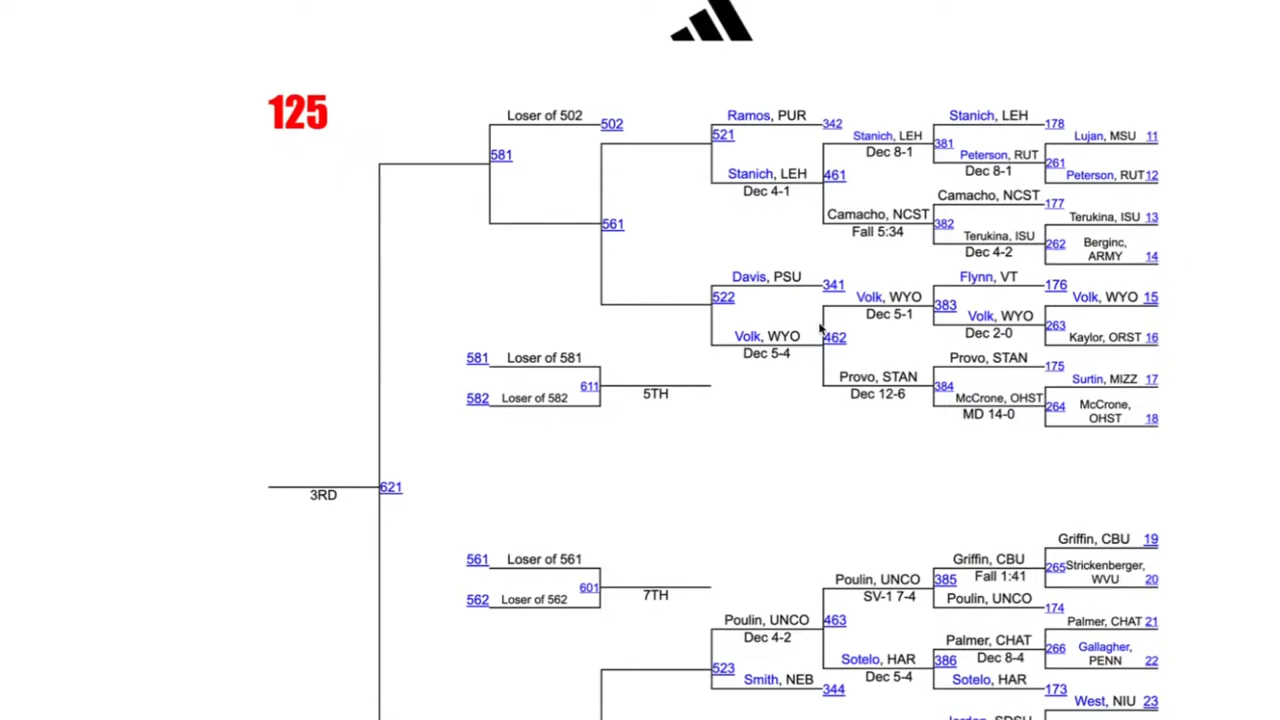 125
Loser of 502
502
Ramos, PUR
342
Stanich, LEH
178
521
Stanich, LEH
381
Lujan, MSU 11
581
Dec 8-1
Peterson, RUT
261
Stanich, LEH
461
Dec 8-1
Peterson, RUT 12
Dec 4-1
Camacho, NCST
177
561
Camacho, NCST
382
Terukina, ISU 13
Fall 5:34
Terukina, ISU
262
Berginc,
ARMY 14
Dec 4-2
Davis, PSU
341
Flynn, VT
176
522
Volk, WYO
383
Volk, WYO 15
Dec 5-1
Volk, WYO
263
Volk, WYO
462
Dec 2-0
Kaylor, ORST 16
Dec 5-4
581
Loser of 581
Provo, STAN
175
611
5TH
Provo, STAN
384
Surtin, MIZZ 17
582
Loser of 582
Dec 12-6
McCrone, OHST
264
McCrone,
OHST 18
MD 14-0
3RD
621
Griffin, CBU 19
561
Loser of 561
Griffin, CBU
265
Strickenberger,
WVU 20
601
7TH
Poulin, UNCO
385
Fall 1:41
562
Loser of 562
SV-1 7-4
Poulin, UNCO
174
Poulin, UNCO
463
Palmer, CHAT 21
Dec 4-2
Palmer, CHAT
266
Gallagher,
PENN 22
523
Sotelo, HAR
386
Dec 8-4
Smith, NEB
344
Dec 5-4
Sotelo, HAR
173
West, NIU 23